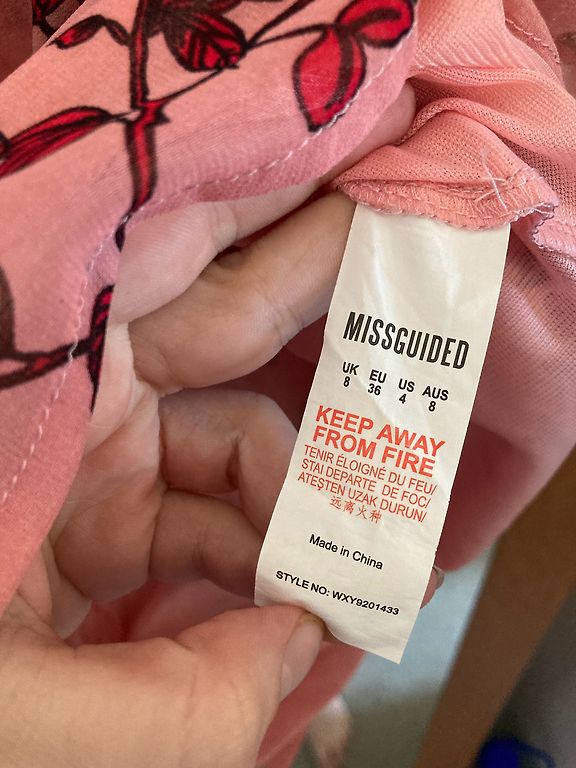 MISSGUIDED
UK EU US AUS
8 36 4 8
KEEP AWAY
FROM FIRE
TENIR ÉLOIGNÉ DU FEU/
STAI DEPARTE DE FOC/
ATEŞTEN UZAK DURUN/
远离火种
Made in China
STYLE NO: WXY9201433